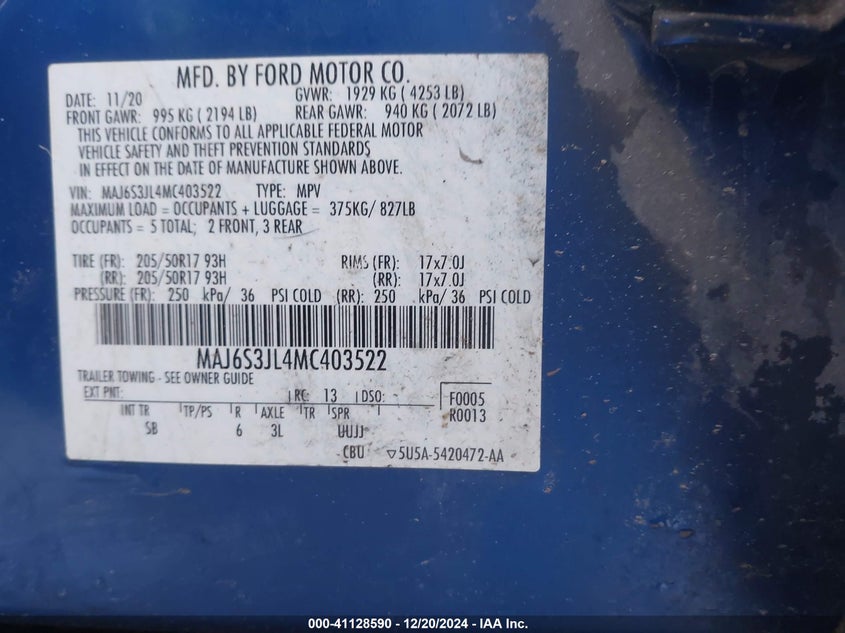 MFD. BY FORD MOTOR CO.
DATE: 11/20 GVWR: 1929 KG ( 4253 LB)
FRONT GAWR: 995 KG ( 2194 LB) REAR GAWR: 940 KG ( 2072 LB)
THIS VEHICLE CONFORMS TO ALL APPLICABLE FEDERAL MOTOR
VEHICLE SAFETY AND THEFT PREVENTION STANDARDS
IN EFFECT ON THE DATE OF MANUFACTURE SHOWN ABOVE.
VIN: MAJ6S3JL4MC403522 TYPE: MPV
MAXIMUM LOAD = OCCUPANTS + LUGGAGE = 375KG/ 827LB
OCCUPANTS = 5 TOTAL; 2 FRONT, 3 REAR
TIRE (FR): 205/50R17 93H RIMS (FR): 17x7.0J
(RR): 205/50R17 93H (RR): 17x7.0J
PRESSURE (FR): 250 kPa/ 36 PSI COLD (RR): 250 kPa/ 36 PSI COLD
MAJ6S3JL4MC403522
TRAILER TOWING - SEE OWNER GUIDE
EXT PNT: RC: 13 DSO: F0005
INT TR TP/PS R AXLE TR SPR R0013
SB 6 3L UUJJ
CBU ▽5U5A-5420472-AA
000-41128590 - 12/20/2024 - IAA Inc.